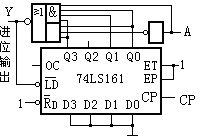 Y
≥1 &
A
进位输出
Q3 Q2 Q1 Q0
OC
74LS161
ET
EP
1
LD
CP
CP
1
RD
D3 D2 D1 D0